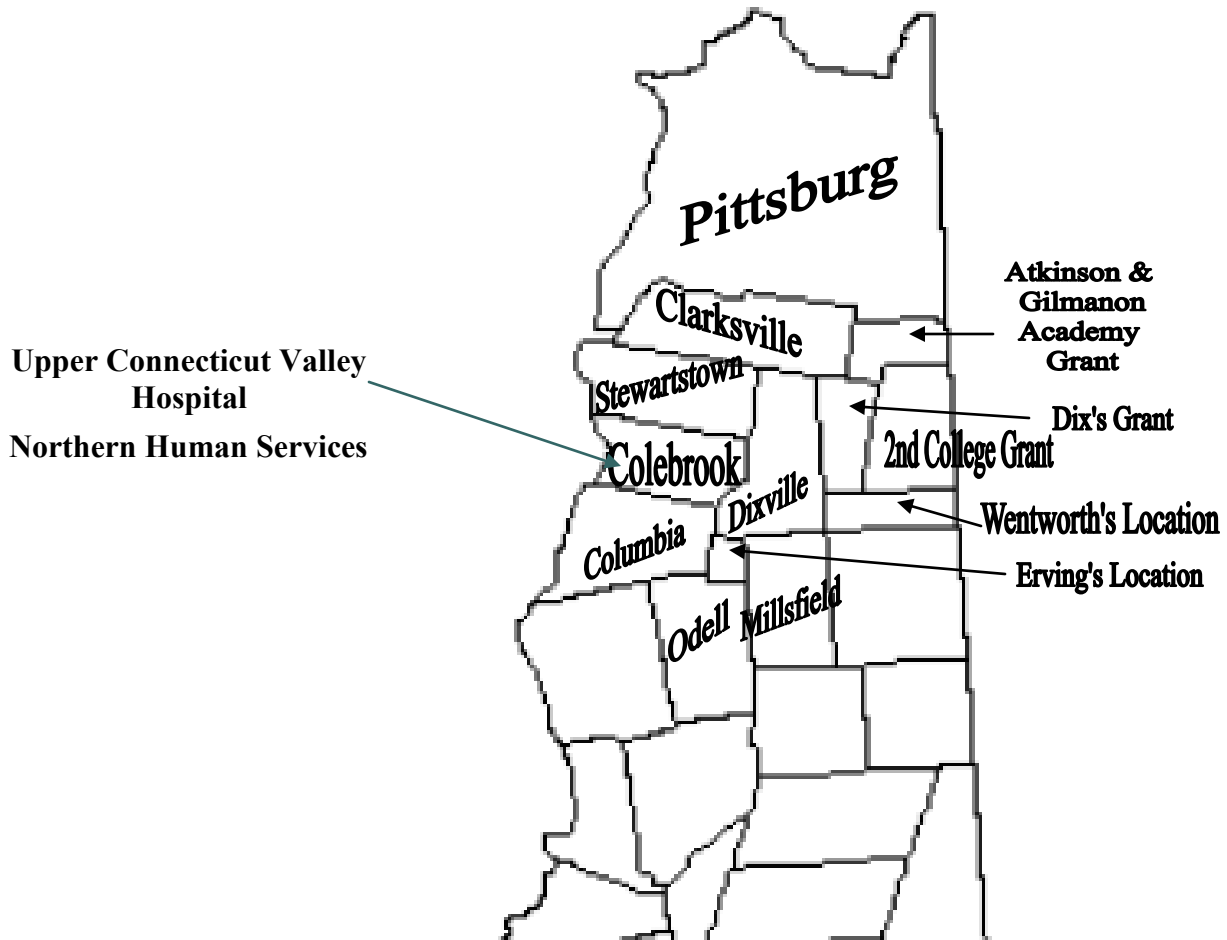 Pittsburg
Atkinson &
Gilmanon
Academy
Grant
Clarksville
Upper Connecticut Valley
Hospital
Northern Human Services
Stewartstown
Dix's Grant
Colebrook
2nd College Grant
Dixville
Wentworth's Location
Columbia
Erving's Location
Odell
Millsfield